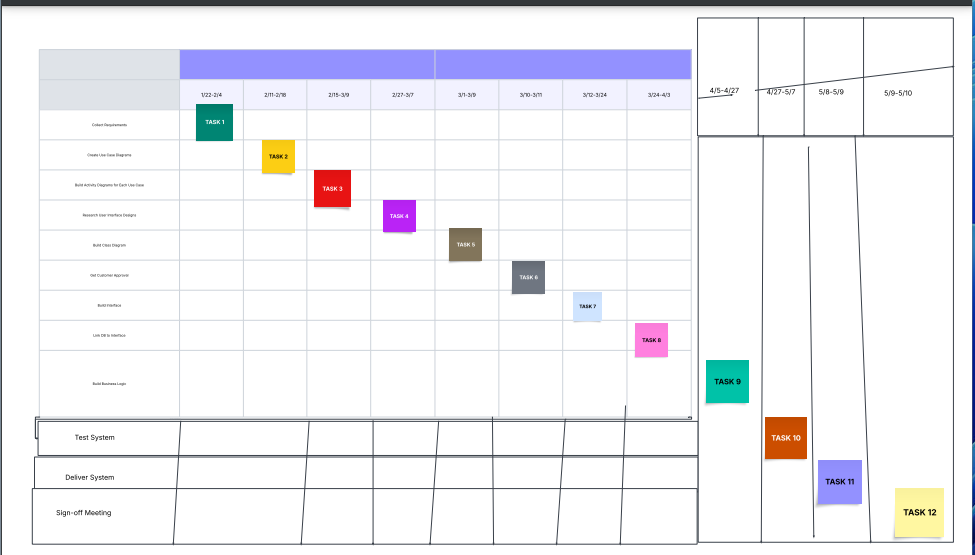 4/5-4/27 4/27-5/7 5/8-5/9 5/9-5/10
1/22-2/4 2/11-2/18 2/15-3/9 2/27-3/7 3/1-3/9 3/10-3/11 3/12-3/24 3/24-4/3
Collect Requirements TASK 1
Create Use Case Diagrams TASK 2
Build Activity Diagrams for Each Use Case TASK 3
Research User Interface Designs TASK 4
Build Class Diagram TASK 5
Get Customer Approval TASK 6
Build Interface TASK 7
Link DB to Interface TASK 8
Build Business Logic TASK 9
Test System TASK 10
Deliver System TASK 11
Sign-off Meeting TASK 12